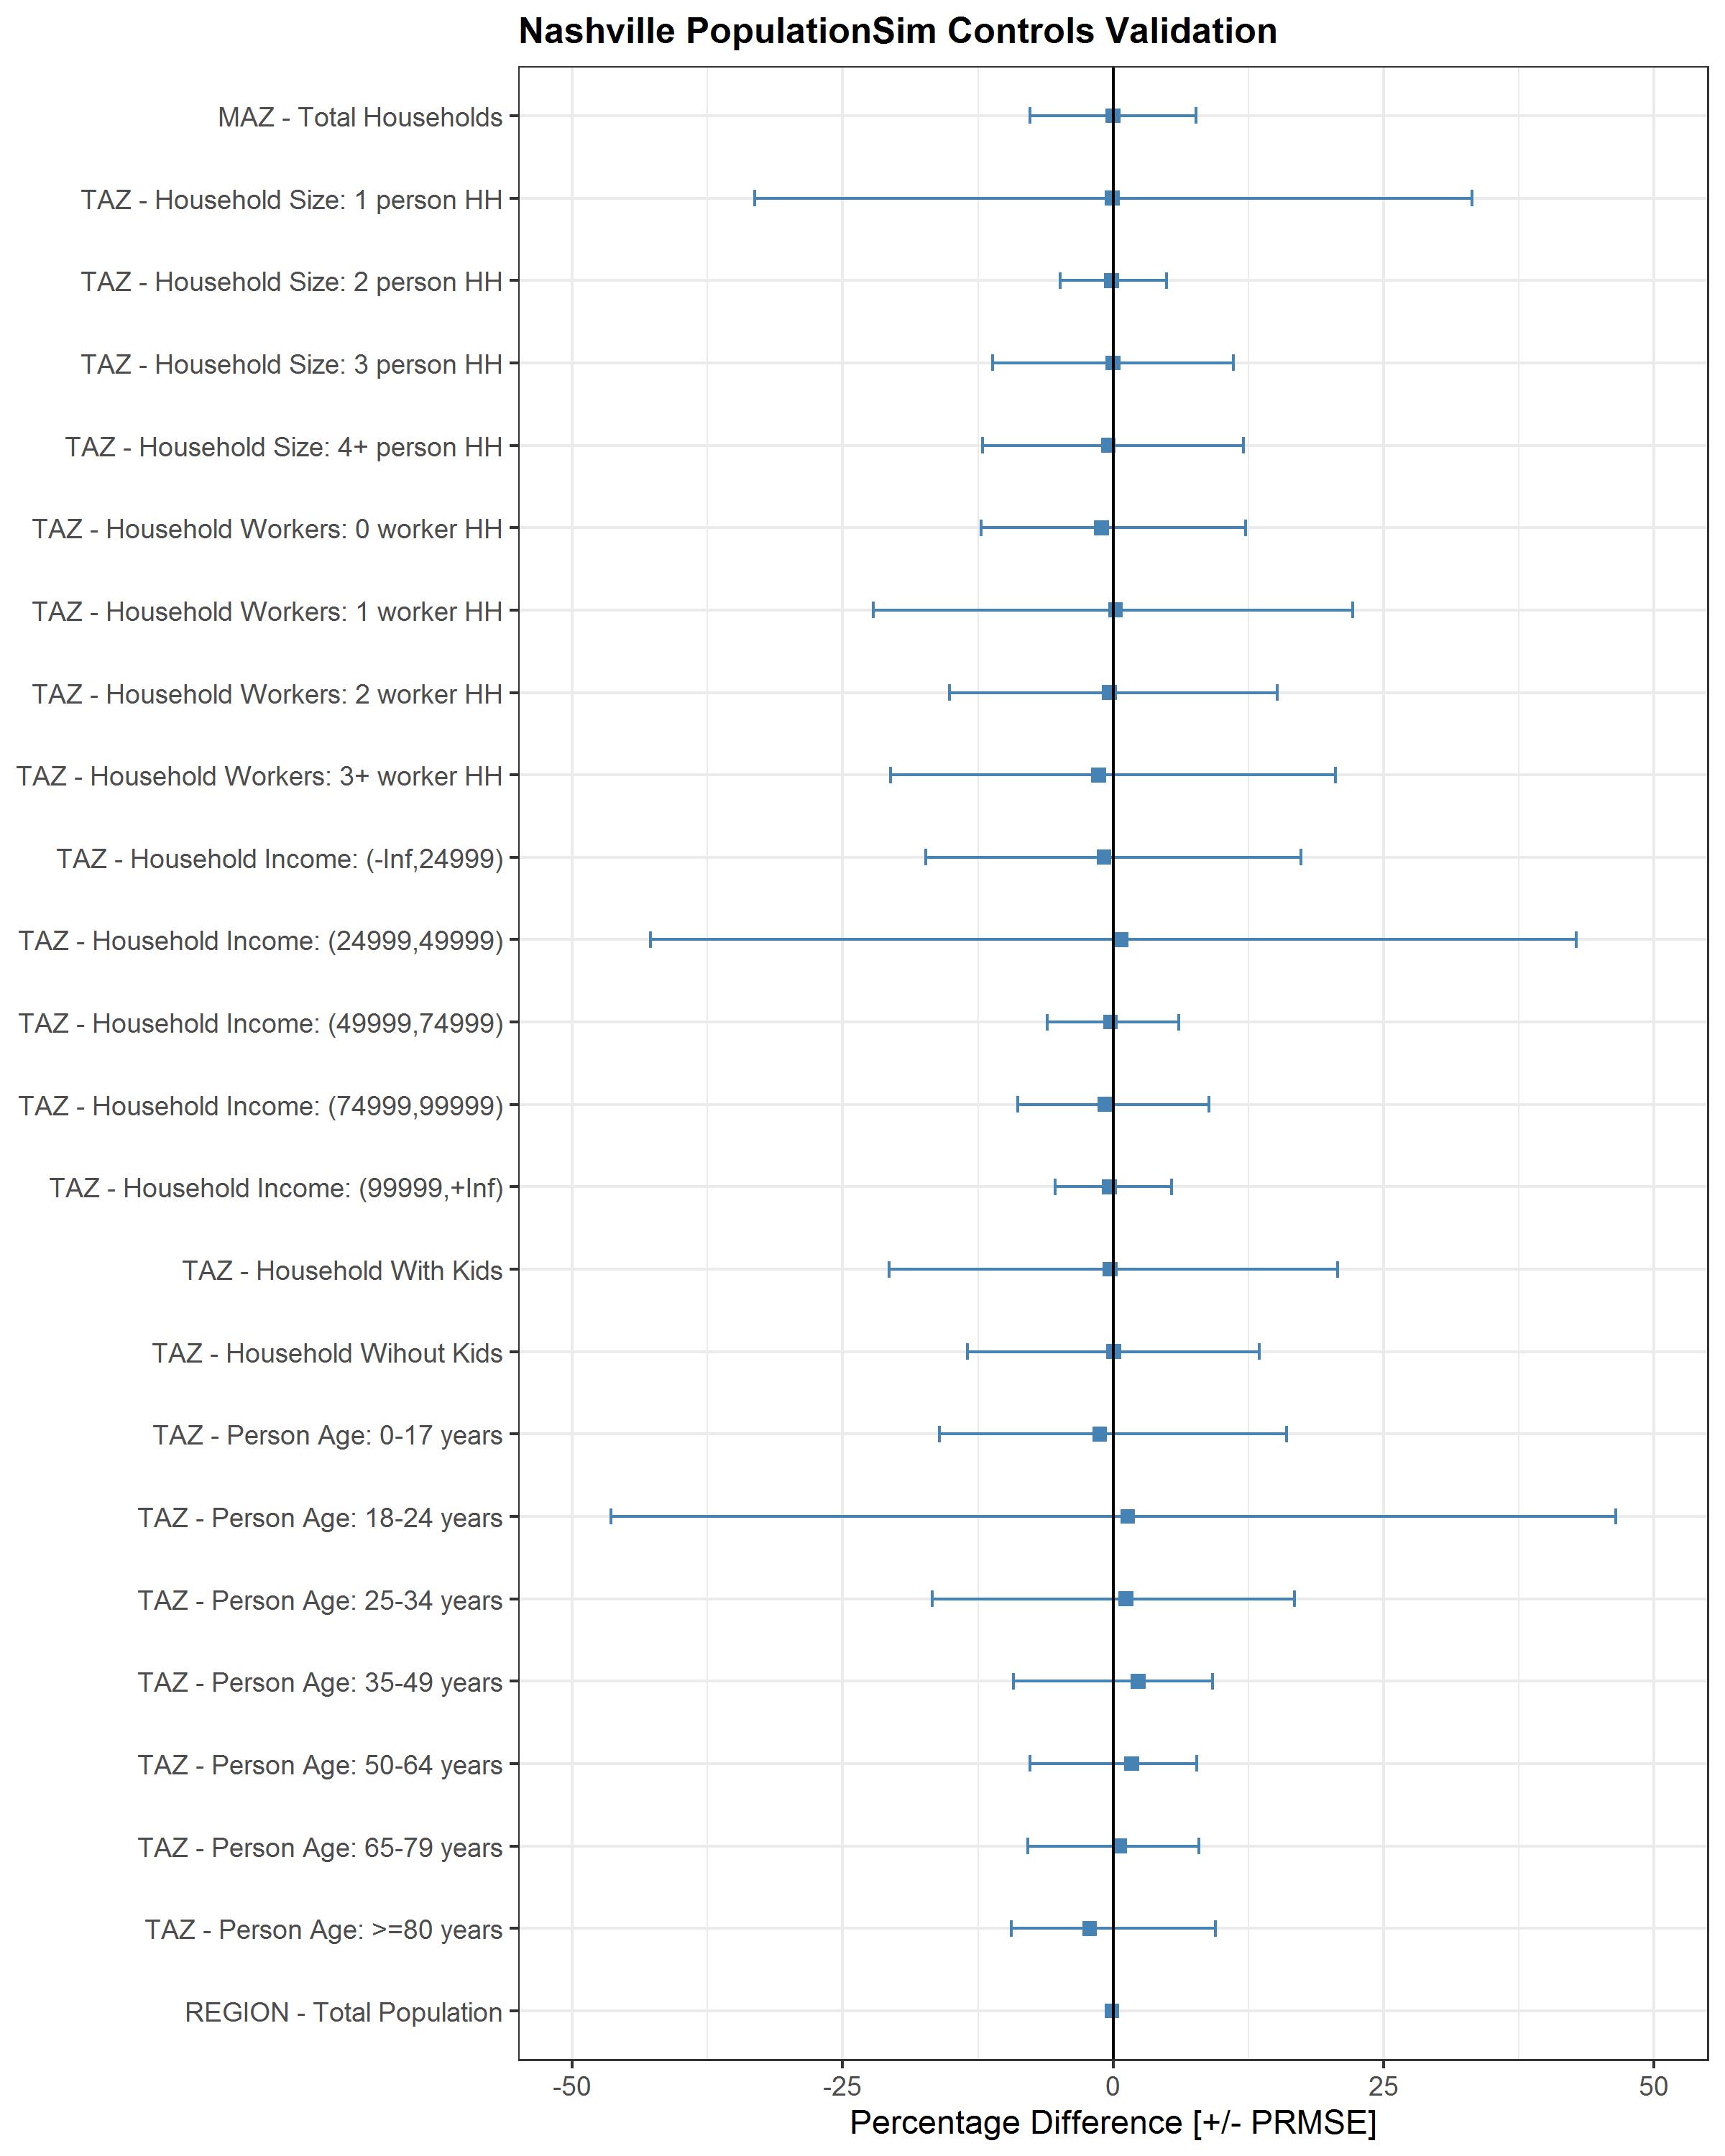 Nashville PopulationSim Controls Validation
MAZ - Total Households
TAZ - Household Size: 1 person HH
TAZ - Household Size: 2 person HH
TAZ - Household Size: 3 person HH
TAZ - Household Size: 4+ person HH
TAZ - Household Workers: 0 worker HH
TAZ - Household Workers: 1 worker HH
TAZ - Household Workers: 2 worker HH
TAZ - Household Workers: 3+ worker HH
TAZ - Household Income: (-Inf,24999)
TAZ - Household Income: (24999,49999)
TAZ - Household Income: (49999,74999)
TAZ - Household Income: (74999,99999)
TAZ - Household Income: (99999,+Inf)
TAZ - Household With Kids
TAZ - Household Wihout Kids
TAZ - Person Age: 0-17 years
TAZ - Person Age: 18-24 years
TAZ - Person Age: 25-34 years
TAZ - Person Age: 35-49 years
TAZ - Person Age: 50-64 years
TAZ - Person Age: 65-79 years
TAZ - Person Age: >=80 years
REGION - Total Population
-50 -25 0 25 50
Percentage Difference [+/- PRMSE]